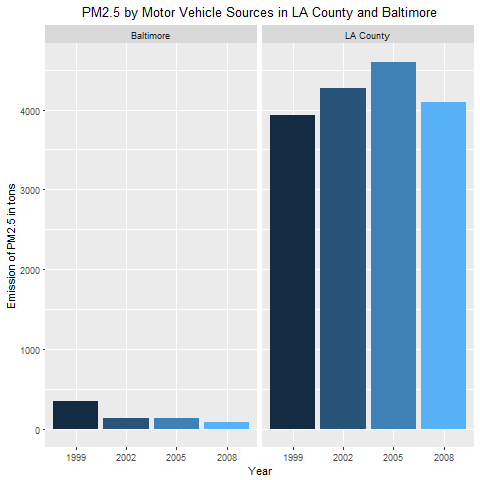 PM2.5 by Motor Vehicle Sources in LA County and Baltimore
Baltimore
LA County
Emission of PM2.5 in tons
4000
3000
2000
1000
0
1999 2002 2005 2008
1999 2002 2005 2008
Year